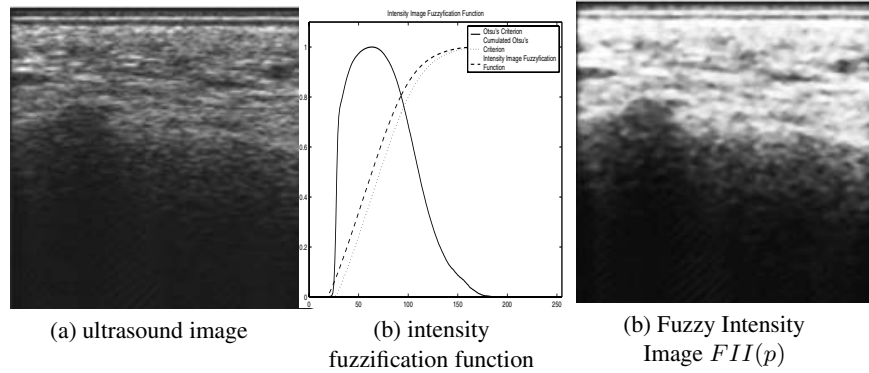 Intensity Image Fuzzyfication Function
Otsu's Criterion
Cumulated Otsu's
Criterion
Intensity Image Fuzzyfication
Function
1
0.8
0.6
0.4
0.2
0
0 50 100 150 200 250
(a) ultrasound image
(b) intensity
fuzzification function
(b) Fuzzy Intensity
Image FII(p)